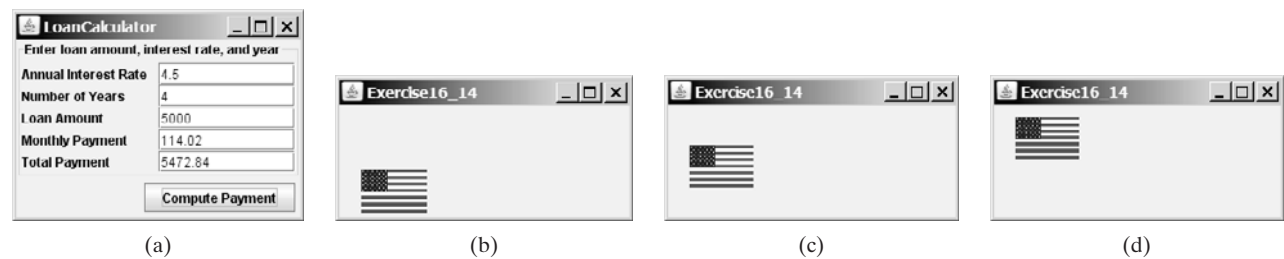 LoanCalculator
Enter loan amount, interest rate, and year
Annual Interest Rate 4.5
Number of Years 4
Loan Amount 5000
Monthly Payment 114.02
Total Payment 5472.84
Compute Payment
(a)
Exercise16_14
(b)
Exercise16_14
(c)
Exercise16_14
(d)